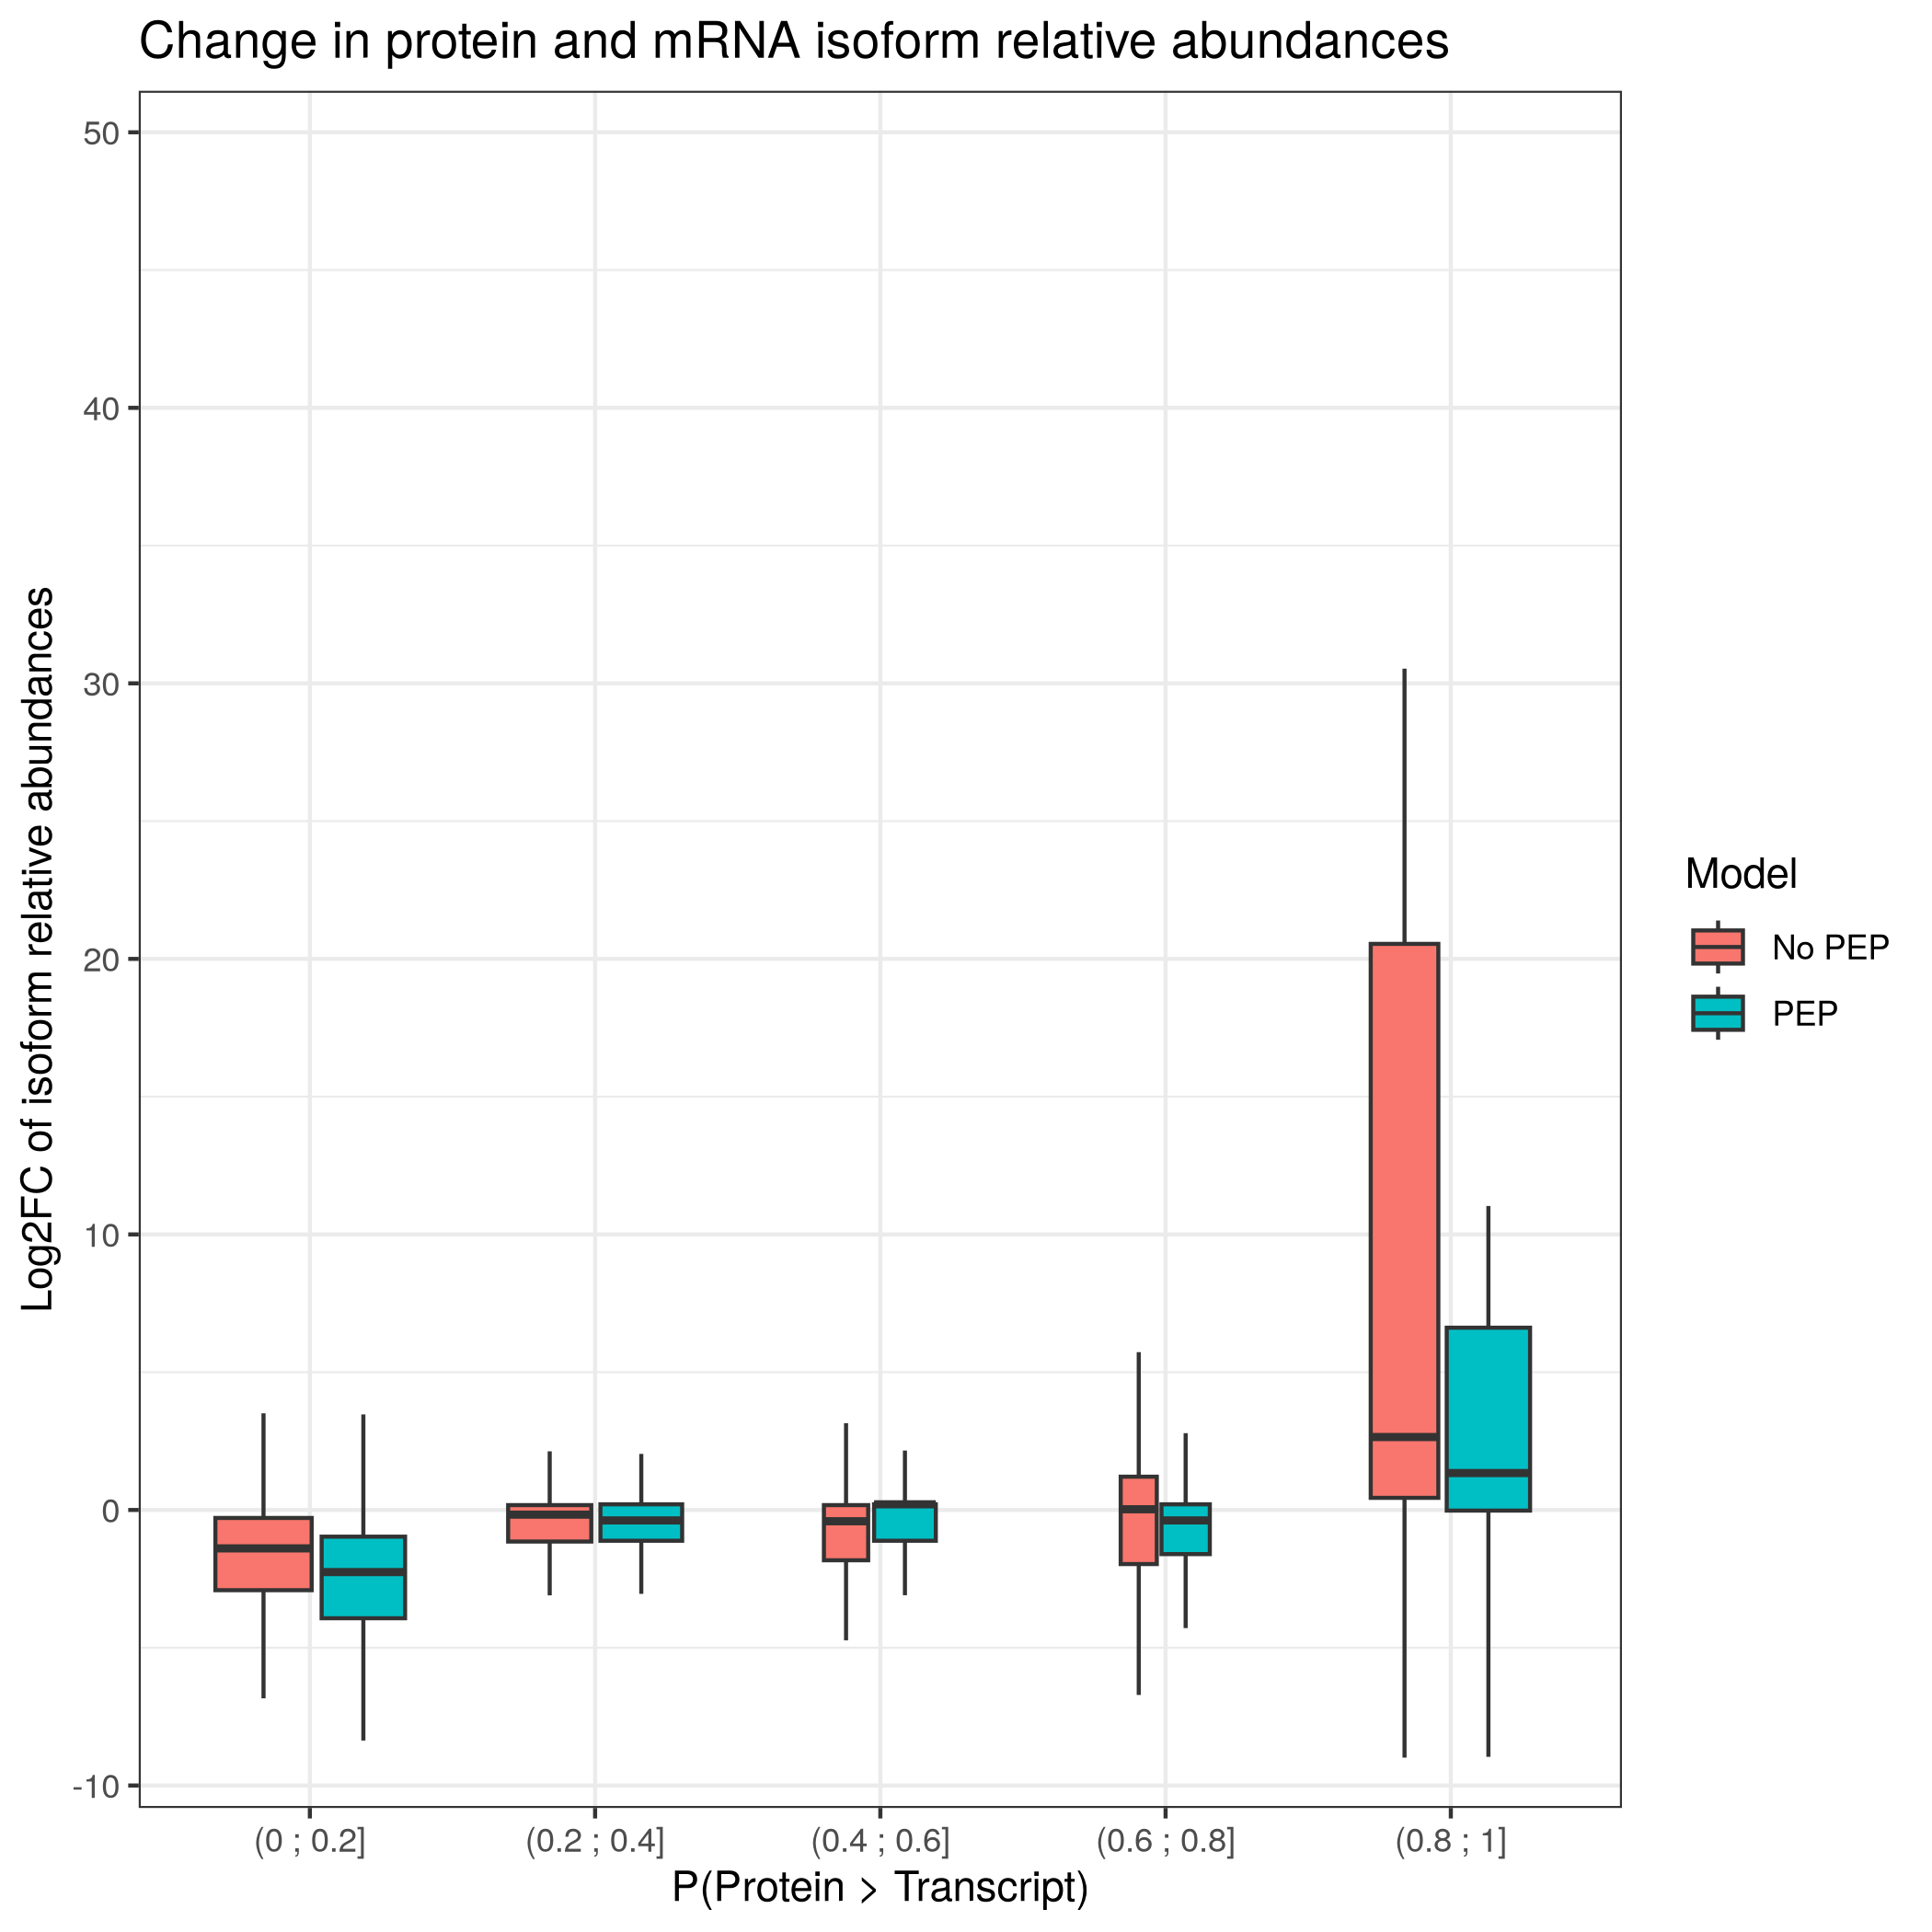 Change in protein and mRNA isoform relative abundances
Log2FC of isoform relative abundances
50
40
30
20
10
0
-10
(0 ; 0.2]
(0.2 ; 0.4]
(0.4 ; 0.6]
(0.6 ; 0.8]
(0.8 ; 1]
P(Protein > Transcript)
Model
No PEP
PEP